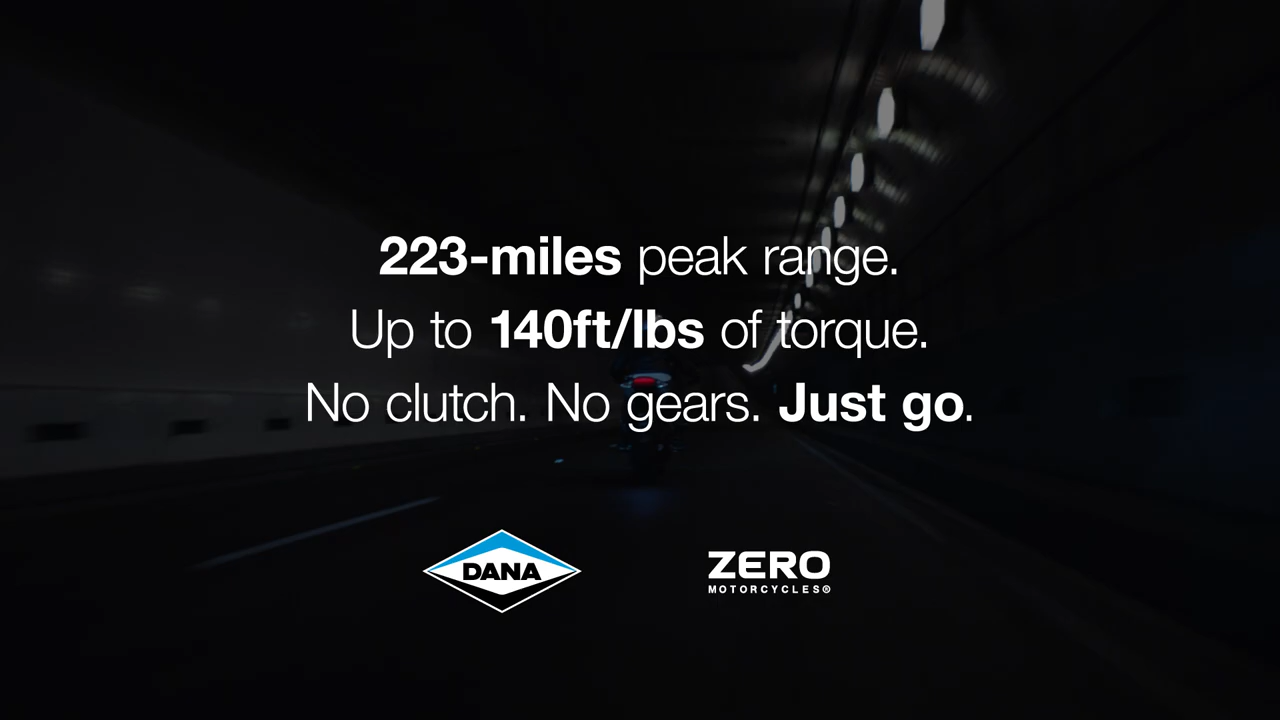 223-miles peak range.
Up to 140ft/lbs of torque.
No clutch. No gears. Just go.
DANA
ZERO
MOTORCYCLES®